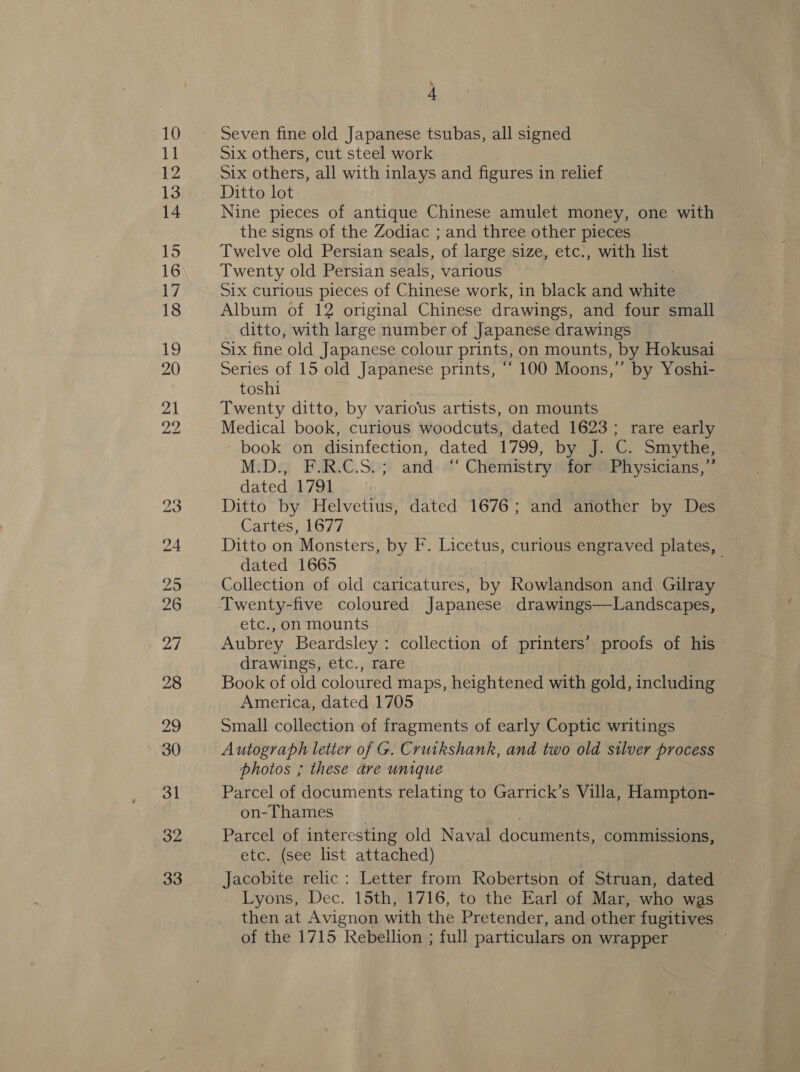 4
10 Seven fine old Japanese tsubas, all signed
11 Six others, cut steel work
12 Six others, all with inlays and figures in relief
13 Ditto lot
14 Nine pieces of antique Chinese amulet money, one with
the signs of the Zodiac ; and three other pieces
15 Twelve old Persian seals, of large size, etc., with list
16 Twenty old Persian seals, various
17 Six curious pieces of Chinese work, in black and white
18 Album of 12 original Chinese drawings, and four small
ditto, with large number of Japanese drawings
19 Six fine old Japanese colour prints, on mounts, by Hokusai
20 Series of 15 old Japanese prints, “ 100 Moons,” by Yoshi-
toshi
21 Twenty ditto, by various artists, on mounts
22 Medical book, curious woodcuts, dated 1623 ; rare early
book on disinfection, dated 1799, by J. C. Smythe,
M.D., F.R.C.S. ; and “ Chemistry for Physicians,”
dated 1791
23 Ditto by Helvetius, dated 1676 ; and another by Des
Cartes, 1677
24 Ditto on Monsters, by F. Licetus, curious engraved plates,
dated 1665
25 Collection of old caricatures, by Rowlandson and Gilray
26 Twenty-five coloured Japanese drawings—Landscapes,
etc., on mounts
27 Aubrey Beardsley : collection of printers’ proofs of his
drawings, etc., rare
28 Book of old coloured maps, heightened with gold, including
America, dated 1705
29 Small collection of fragments of early Coptic writings
30 Autograph letter of G. Cruikshank, and two old silver process
photos ; these are unique
31 Parcel of documents relating to Garrick’s Villa, Hampton-
on-Thames
32 Parcel of interesting old Naval documents, commissions,
etc. (see list attached)
33 Jacobite relic : Letter from Robertson of Struan, dated
Lyons, Dec. 15th, 1716, to the Earl of Mar, who was
then at Avignon with the Pretender, and other fugitives
of the 1715 Rebellion ; full particulars on wrapper